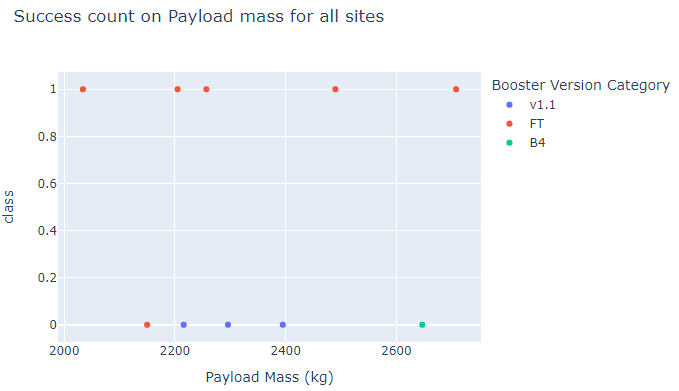 Success count on Payload mass for all sites
Booster Version Category
v1.1
FT
B4
class
1
0.8
0.6
0.4
0.2
0
2000 2200 2400 2600
Payload Mass (kg)